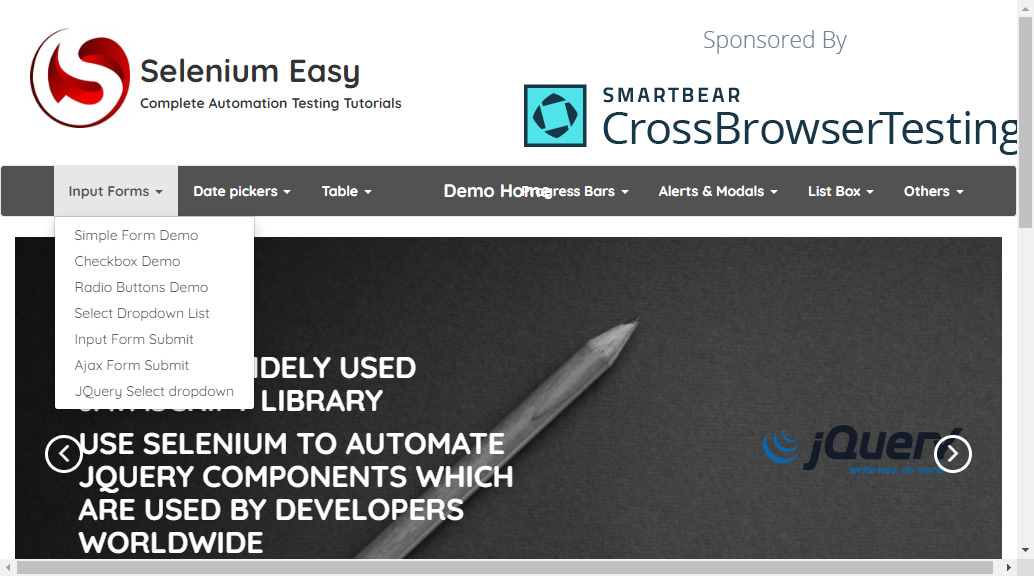 Sponsored By
Selenium Easy
Complete Automation Testing Tutorials
SMARTBEAR
CrossBrowserTesting
Input Forms
Date pickers
Table
Demo Home
Progress Bars
Alerts & Modals
List Box
Others
Simple Form Demo
Checkbox Demo
Radio Buttons Demo
Select Dropdown List
Input Form Submit
Ajax Form Submit
JQuery Select dropdown
USED
LIBRARY
USE SELENIUM TO AUTOMATE
JQUERY COMPONENTS WHICH
ARE USED BY DEVELOPERS
WORLDWIDE
jQuery
write less, do more